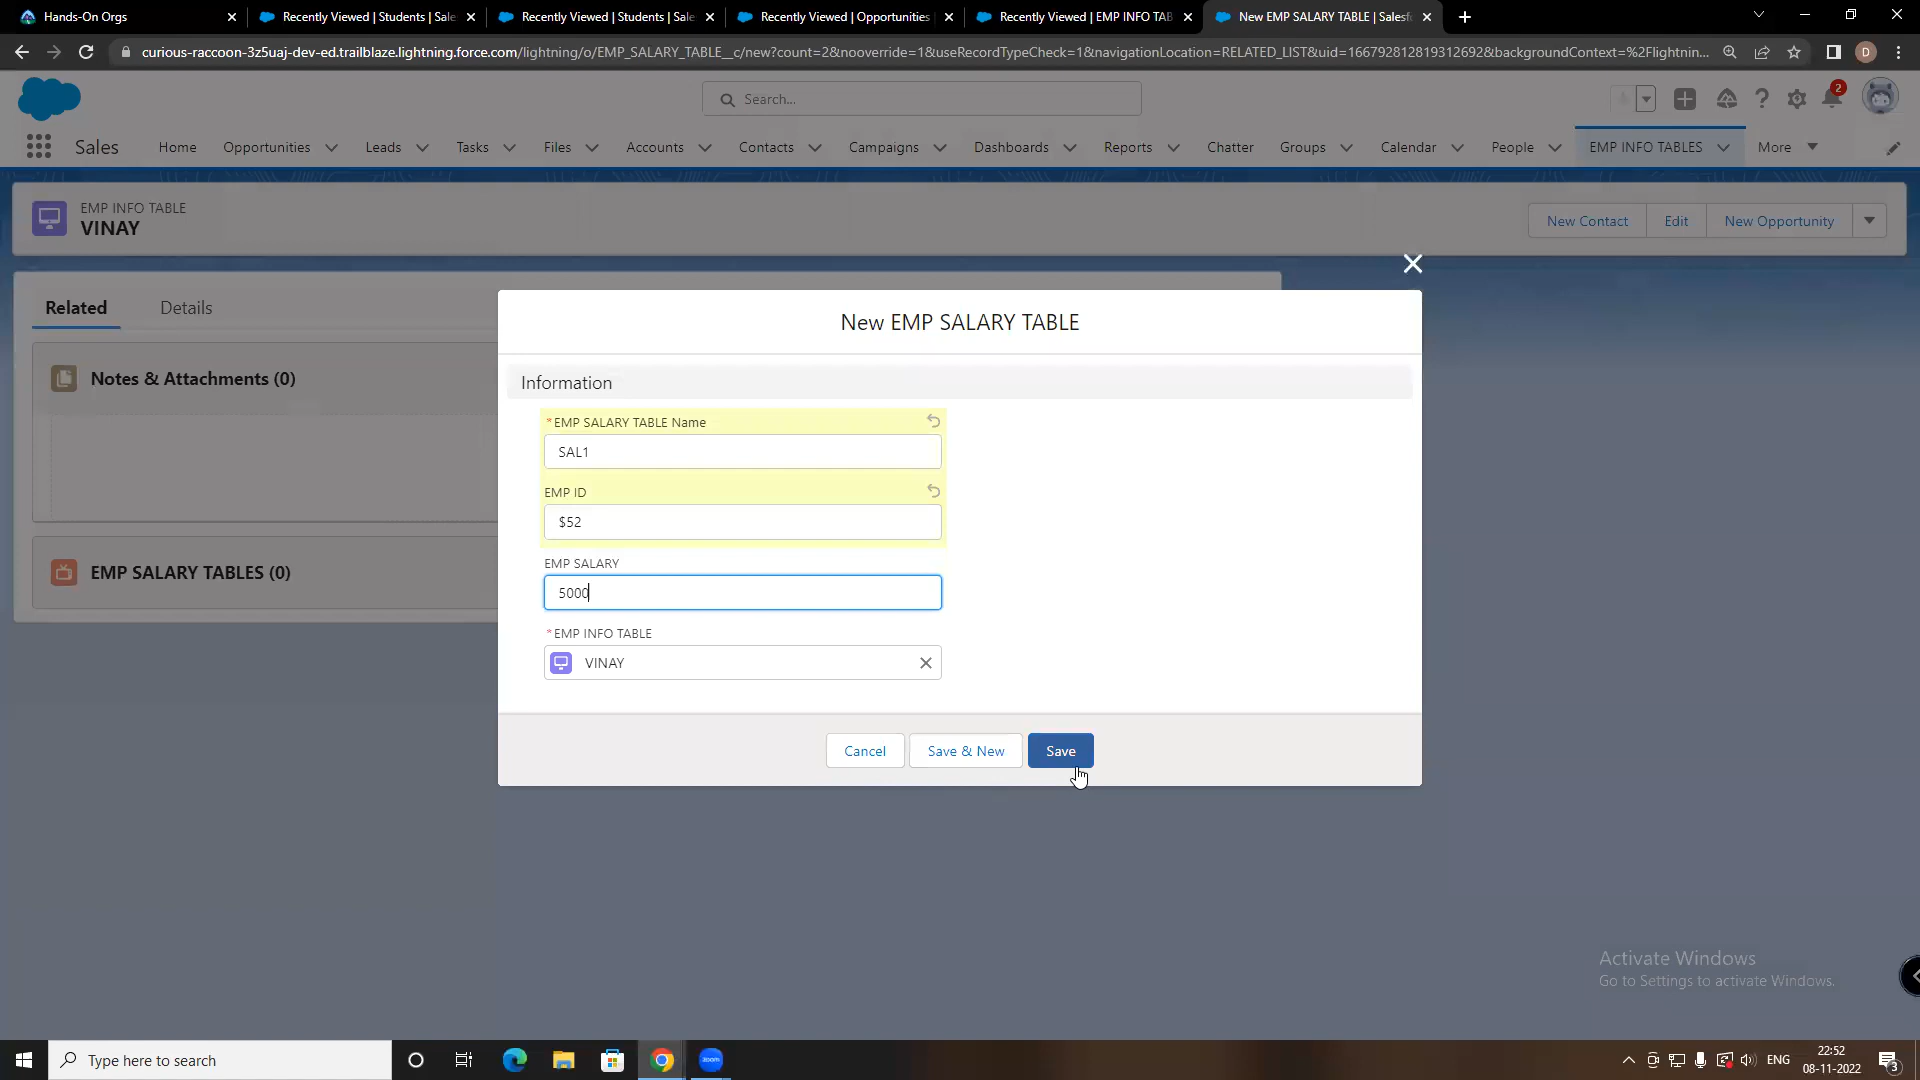 Hands-On Orgs
Recently Viewed | Students | Sale
Recently Viewed | Students | Sale
Recently Viewed | Opportunities
Recently Viewed | EMP INFO TAB
New EMP SALARY TABLE | Salesf
curious-raccoon-3z5uaj-dev-ed.trailblaze.lightning.force.com/lightning/o/EMP_SALARY_TABLE__c/new?count=2&nooverride=1&useRecordTypeCheck=1&navigationLocation=RELATED_LIST&uid=166792812819312692&backgroundContext=%2Flightnin...
D
Search...
2
Sales
Home
Opportunities
Leads
Tasks
Files
Accounts
Contacts
Campaigns
Dashboards
Reports
Chatter
Groups
Calendar
People
EMP INFO TABLES
More
EMP INFO TABLE
VINAY
New Contact
Edit
New Opportunity
Related
Details
Notes & Attachments (0)
EMP SALARY TABLES (0)
New EMP SALARY TABLE
Information
*EMP SALARY TABLE Name
SAL1
EMP ID
$52
EMP SALARY
5000
*EMP INFO TABLE
VINAY
Cancel
Save & New
Save
Activate Windows
Go to Settings to activate Windows.
Type here to search
zoom
ENG
22:52
08-11-2022
3